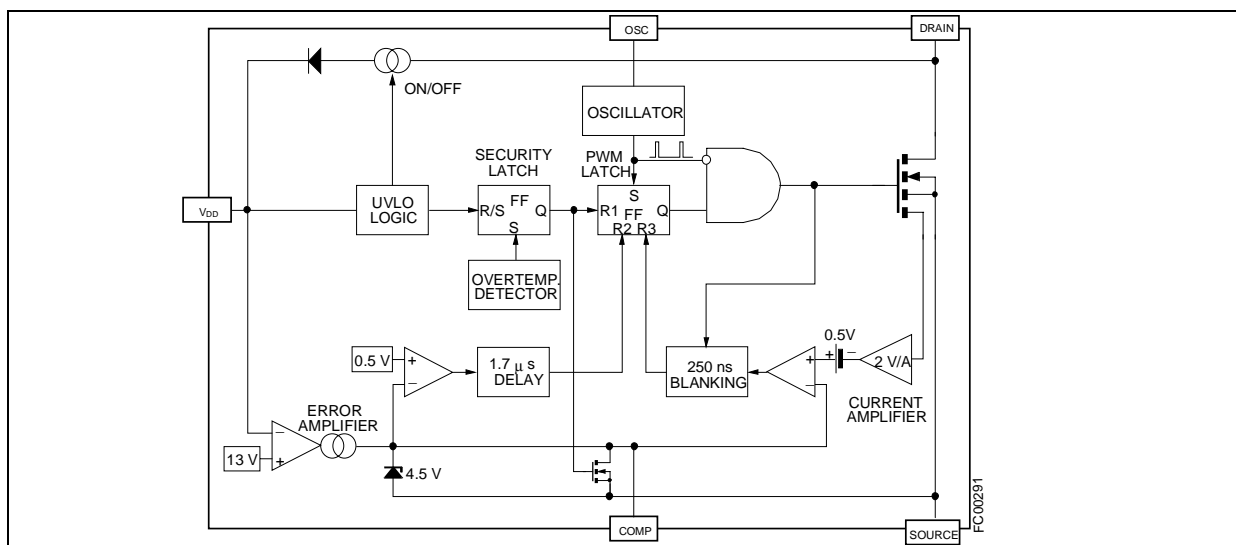 OSC
DRAIN
ON/OFF
OSCILLATOR
SECURITY
LATCH
PWM
LATCH
VDD
UVLO
LOGIC
R/S
FF
Q
S
S
R1
FF
Q
R2 R3
OVERTEMP.
DETECTOR
0.5 V
+
−
1.7 μ s
DELAY
250 ns
BLANKING
+
−
0.5V
+
−
2 V/A
CURRENT
AMPLIFIER
ERROR
AMPLIFIER
−
+
13 V
4.5 V
COMP
SOURCE
FC00291